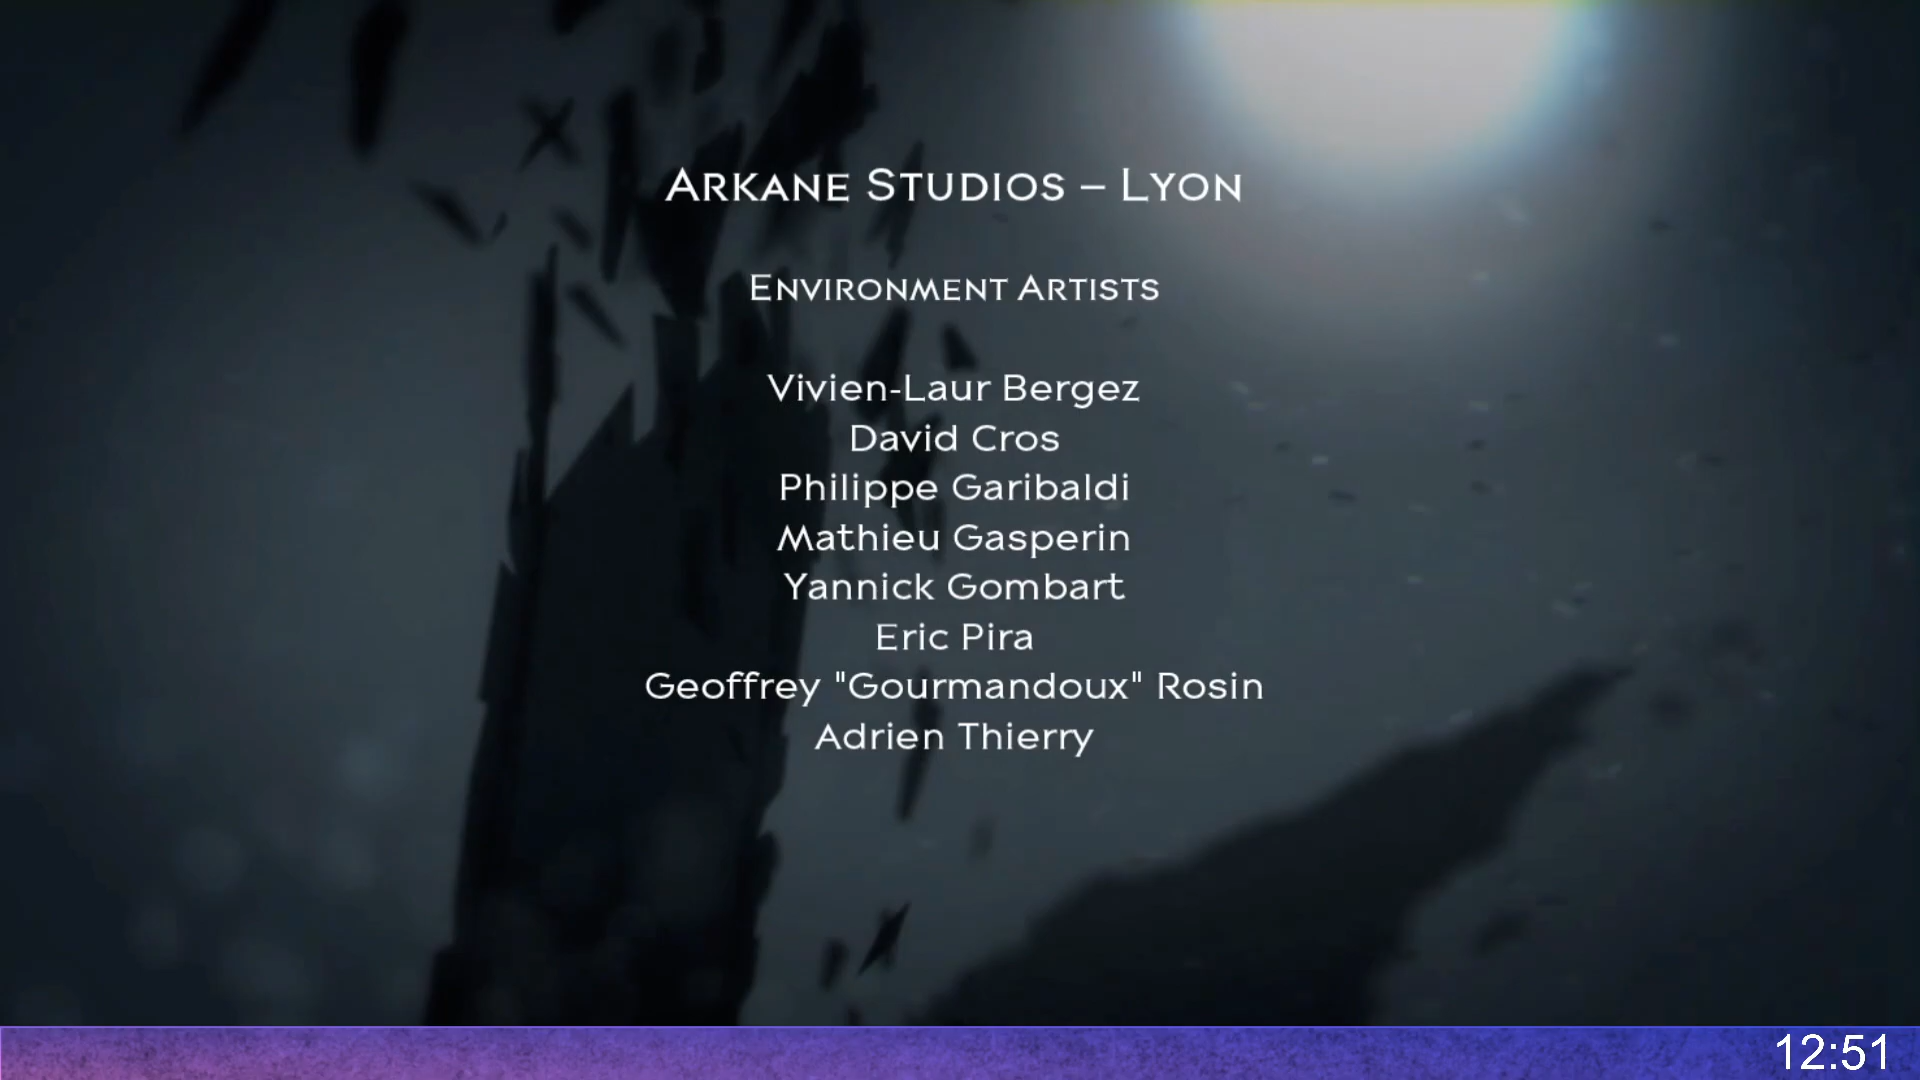 Arkane Studios – Lyon
Environment Artists
Vivien-Laur Bergez
David Cros
Philippe Garibaldi
Mathieu Gasperin
Yannick Gombart
Eric Pira
Geoffrey "Gourmandoux" Rosin
Adrien Thierry
12:51